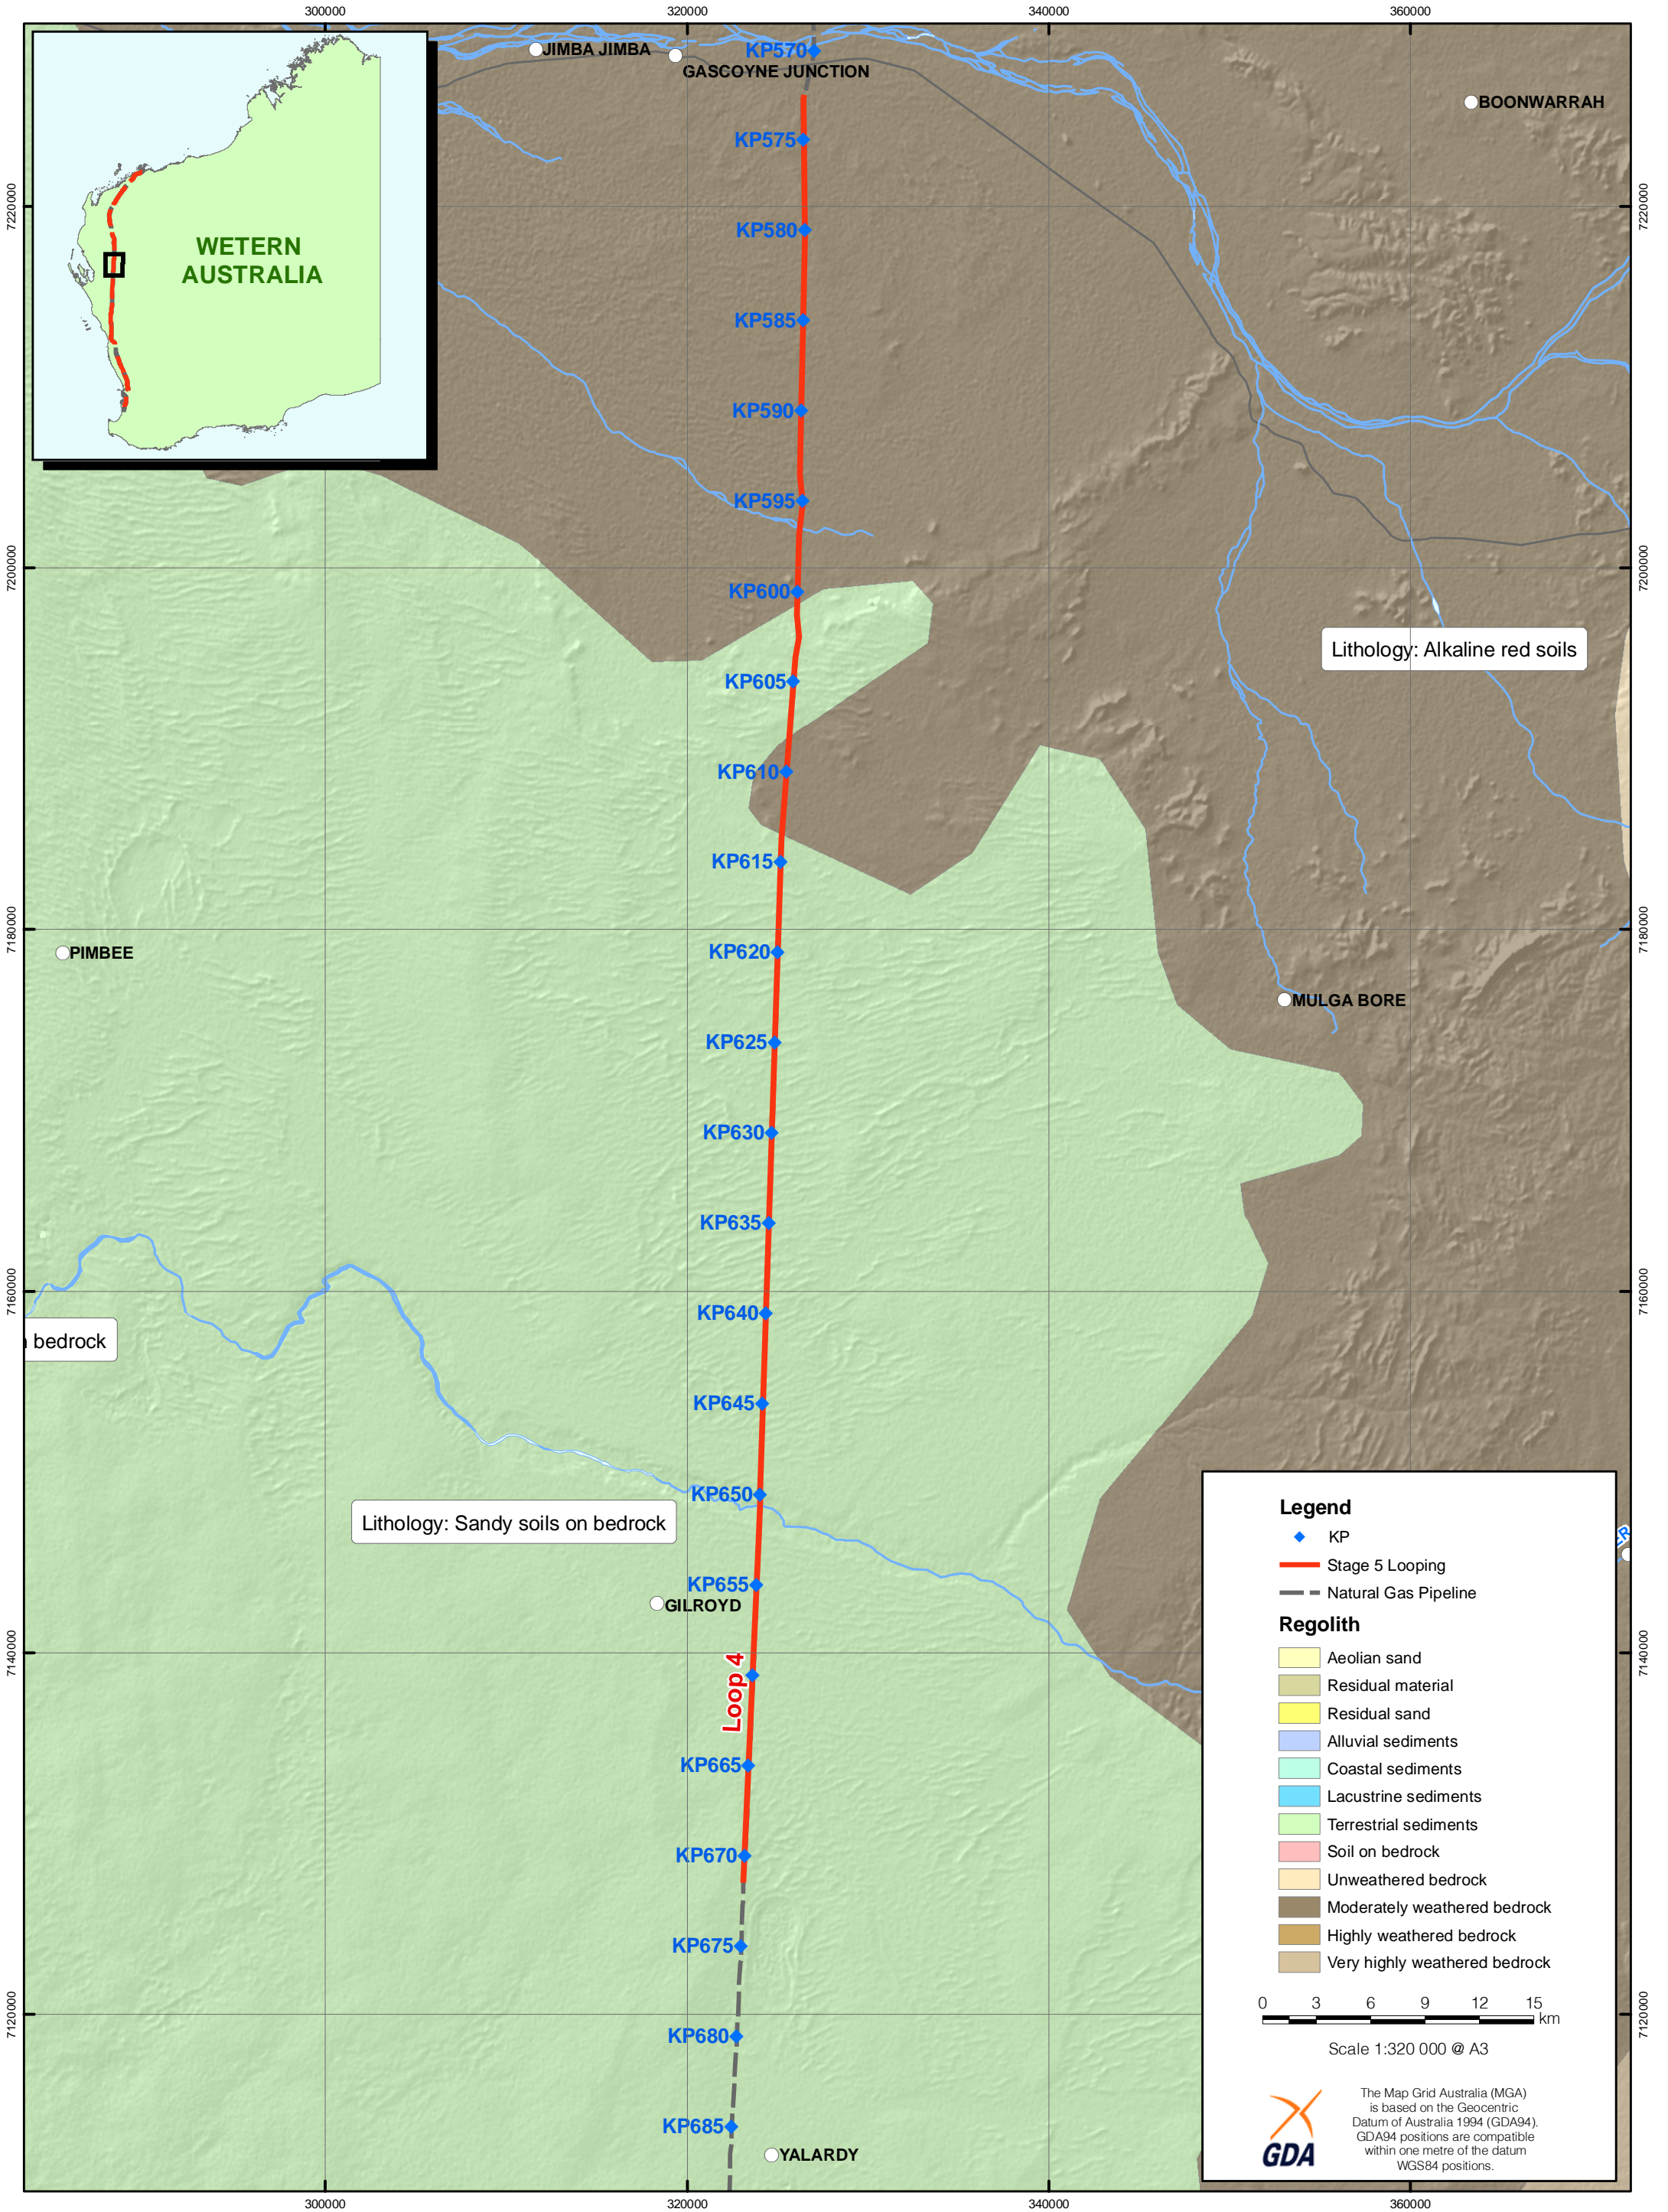 300000
320000
340000
360000
JIMBA JIMBA
KP570
GASCOYNE JUNCTION
BOONWARRAH
KP575
7220000
7220000
KP580
WETERN
AUSTRALIA
KP585
KP590
KP595
7200000
7200000
KP600
Lithology: Alkaline red soils
KP605
KP610
KP615
7180000
7180000
PIMBEE
KP620
MULGA BORE
KP625
KP630
KP635
7160000
7160000
KP640
bedrock
KP645
KP650
Lithology: Sandy soils on bedrock
KP655
GILROYD
7140000
7140000
Loop 4
KP665
KP670
KP675
7120000
7120000
KP680
KP685
YALARDY
Legend
KP
Stage 5 Looping
Natural Gas Pipeline
Regolith
Aeolian sand
Residual material
Residual sand
Alluvial sediments
Coastal sediments
Lacustrine sediments
Terrestrial sediments
Soil on bedrock
Unweathered bedrock
Moderately weathered bedrock
Highly weathered bedrock
Very highly weathered bedrock
0 3 6 9 12 15
km
Scale 1:320 000 @ A3
GDA
The Map Grid Australia (MGA)
is based on the Geocentric
Datum of Australia 1994 (GDA94).
GDA94 positions are compatible
within one metre of the datum
WGS84 positions.
300000
320000
340000
360000